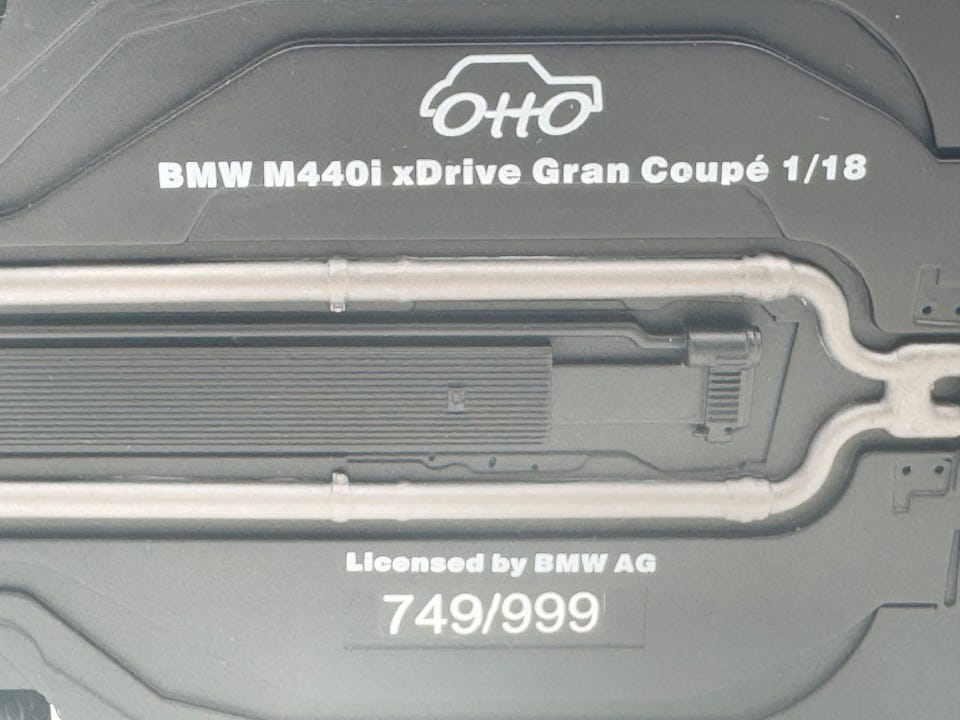 OttO
BMW M440i xDrive Gran Coupé 1/18
Licensed by BMW AG
749/999